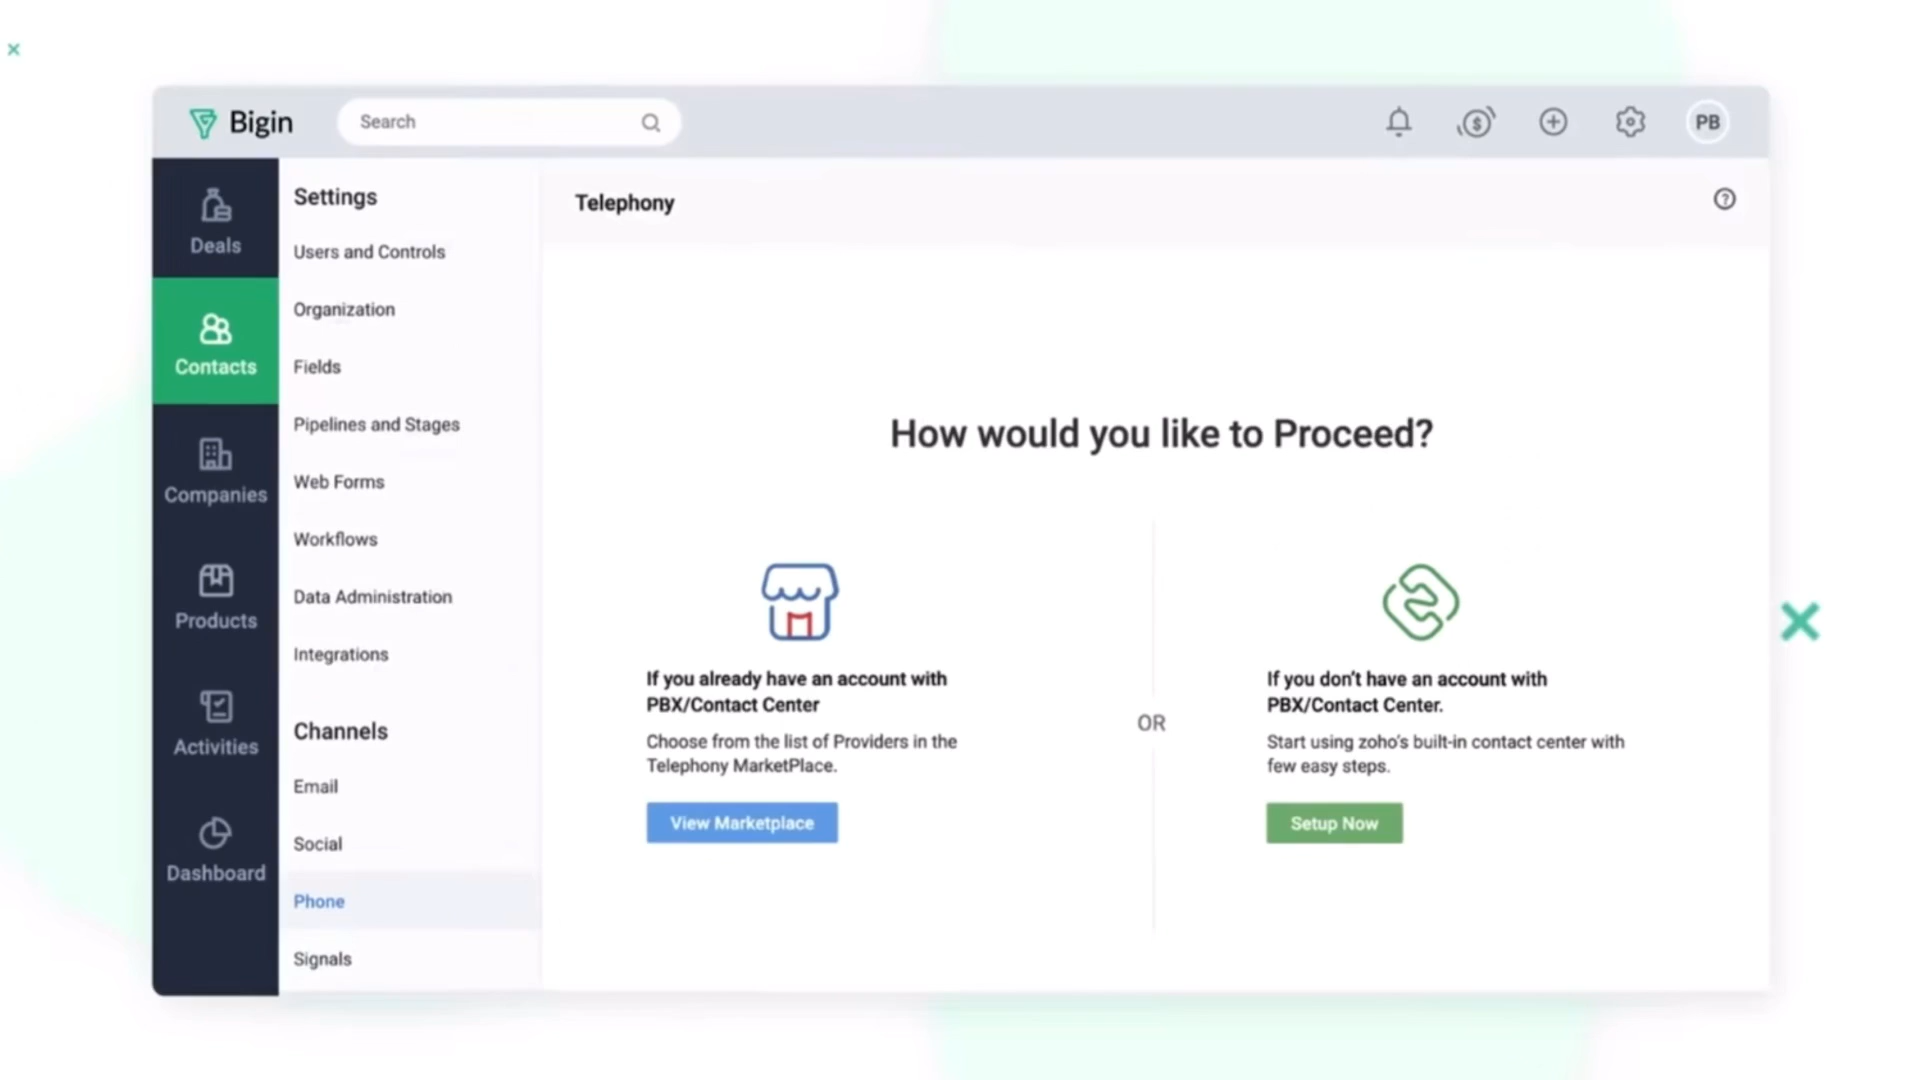 Bigin
Search
PB
Deals
Contacts
Companies
Products
Activities
Dashboard
Settings
Users and Controls
Organization
Fields
Pipelines and Stages
Web Forms
Workflows
Data Administration
Integrations
Channels
Email
Social
Phone
Signals
Telephony
How would you like to Proceed?
If you already have an account with
PBX/Contact Center
Choose from the list of Providers in the
Telephony MarketPlace.
View Marketplace
OR
If you don't have an account with
PBX/Contact Center.
Start using zoho's built-in contact center with
few easy steps.
Setup Now